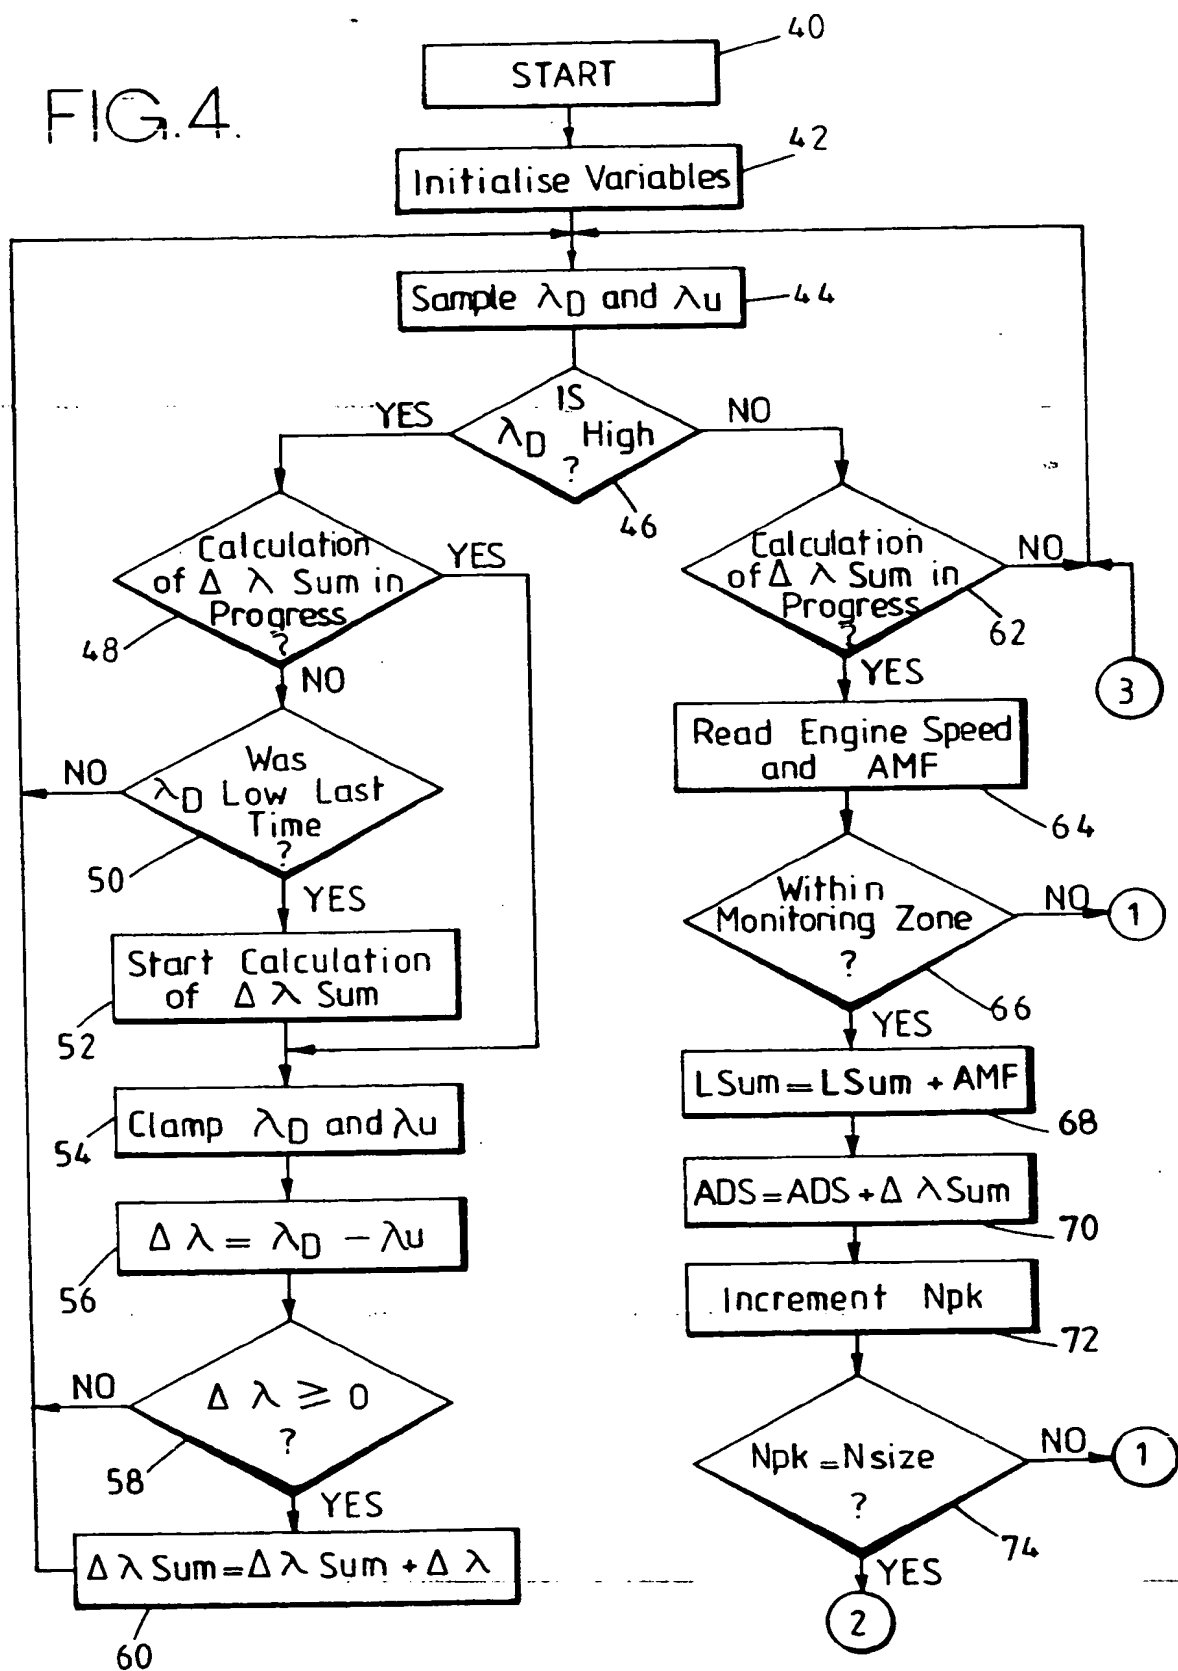 FIG.4.
START
40
Initialise Variables
42
Sample λD and λu
44
IS
λD High
?
46
YES
NO
Calculation
of Δ λ Sum in
Progress
?
48
YES
NO
Was
λD Low Last
Time
?
50
NO
YES
Start Calculation
of Δ λ Sum
52
Clamp λD and λu
54
Δ λ = λD - λu
56
Δ λ ≥ 0
?
58
NO
YES
Δ λ Sum = Δ λ Sum + Δ λ
60
Calculation
of Δ λ Sum in
Progress
?
62
NO
3
YES
Read Engine Speed
and AMF
64
Within
Monitoring Zone
?
66
NO
1
YES
LSum = LSum + AMF
68
ADS = ADS + Δ λ Sum
70
Increment Npk
72
Npk = Nsize
?
74
NO
1
YES
2